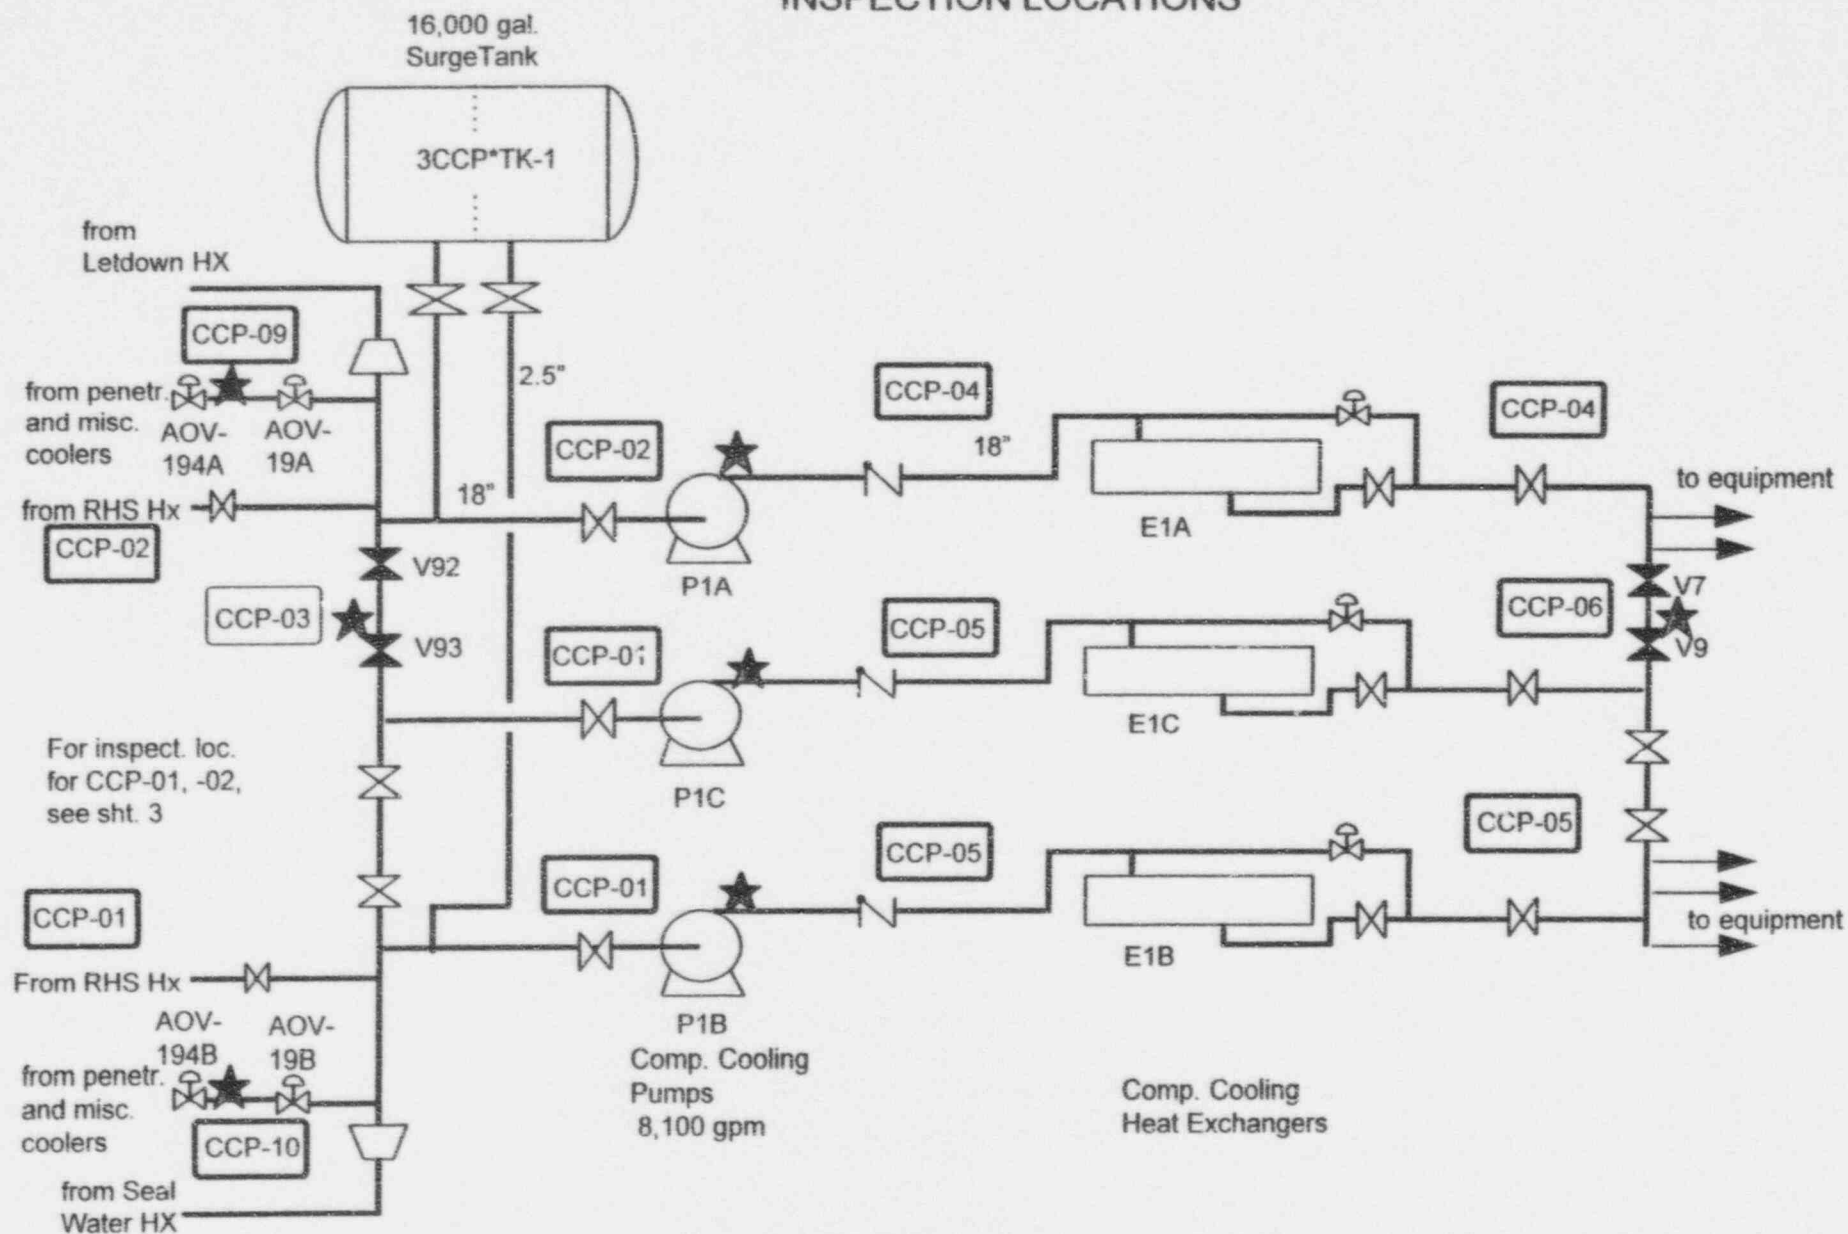 INSPECTION LOCATIONS
16,000 gal.
SurgeTank
3CCP*TK-1
from
Letdown HX
CCP-09
from penetr.
and misc.
coolers
AOV-
194A
AOV-
19A
2.5"
18"
from RHS Hx
CCP-02
V92
CCP-03
V93
CCP-02
P1A
CCP-04
18"
E1A
CCP-04
to equipment
V7
CCP-06
V9
CCP-01
P1C
CCP-05
E1C
For inspect. loc.
for CCP-01, -02,
see sht. 3
CCP-01
P1B
Comp. Cooling
Pumps
8,100 gpm
CCP-05
E1B
CCP-05
to equipment
Comp. Cooling
Heat Exchangers
CCP-01
From RHS Hx
AOV-
194B
AOV-
19B
from penetr.
and misc.
coolers
CCP-10
from Seal
Water HX